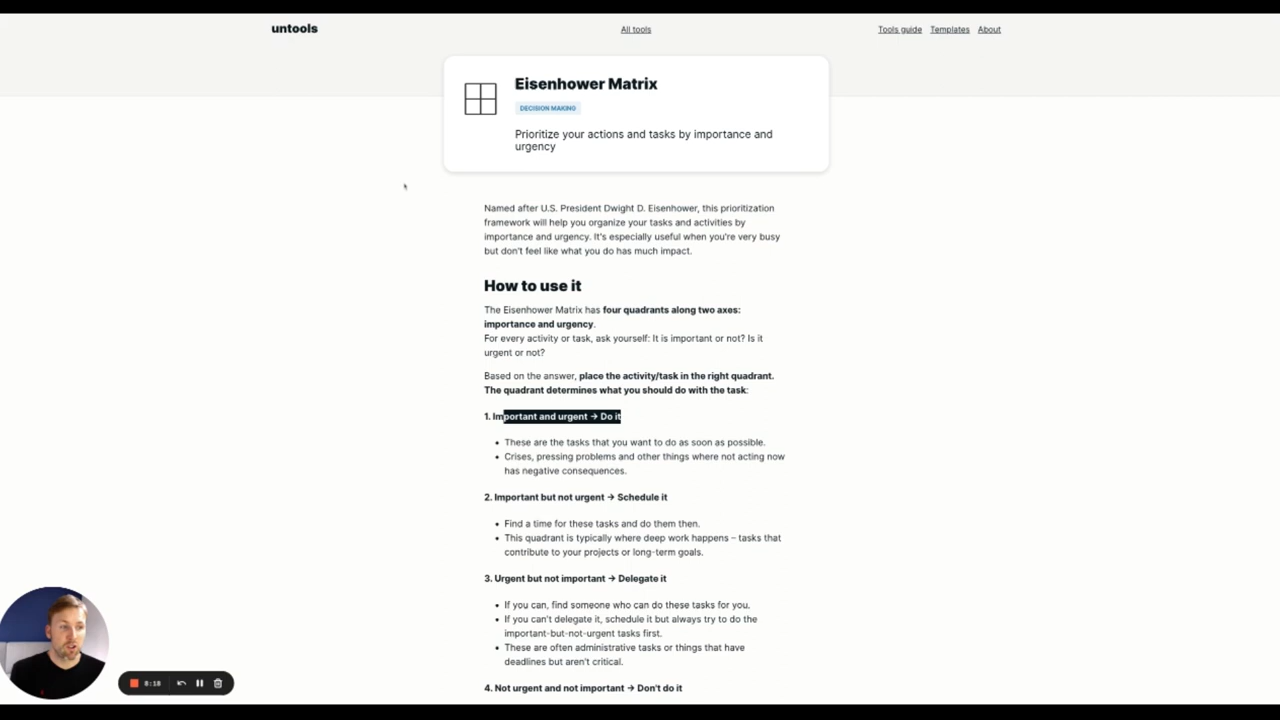 untools
All tools
Tools guide Templates About
Eisenhower Matrix
DECISION MAKING
Prioritize your actions and tasks by importance and
urgency
Named after U.S. President Dwight D. Eisenhower, this prioritization
framework will help you organize your tasks and activities by
importance and urgency. It's especially useful when you're very busy
but don't feel like what you do has much impact.
How to use it
The Eisenhower Matrix has four quadrants along two axes:
importance and urgency.
For every activity or task, ask yourself: It is important or not? Is it
urgent or not?
Based on the answer, place the activity/task in the right quadrant.
The quadrant determines what you should do with the task:
1. Important and urgent → Do it
• These are the tasks that you want to do as soon as possible.
• Crises, pressing problems and other things where not acting now
has negative consequences.
2. Important but not urgent → Schedule it
• Find a time for these tasks and do them then.
• This quadrant is typically where deep work happens – tasks that
contribute to your projects or long-term goals.
3. Urgent but not important → Delegate it
• If you can, find someone who can do these tasks for you.
• If you can't delegate it, schedule it but always try to do the
important-but-not-urgent tasks first.
• These are often administrative tasks or things that have
deadlines but aren't critical.
4. Not urgent and not important → Don't do it
8:18